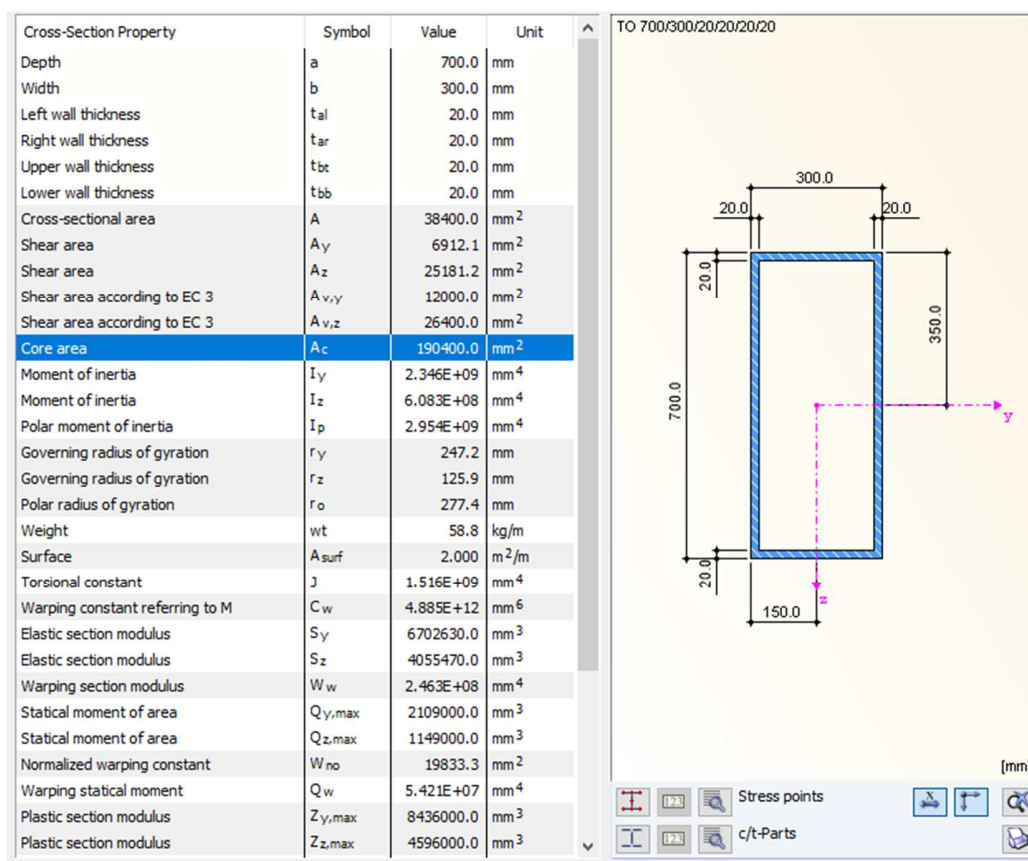 Cross-Section Property Symbol Value Unit
Depth a 700.0 mm
Width b 300.0 mm
Left wall thickness tal 20.0 mm
Right wall thickness tar 20.0 mm
Upper wall thickness tbt 20.0 mm
Lower wall thickness tbb 20.0 mm
Cross-sectional area A 38400.0 mm2
Shear area Ay 6912.1 mm2
Shear area Az 25181.2 mm2
Shear area according to EC 3 Av,y 12000.0 mm2
Shear area according to EC 3 Av,z 26400.0 mm2
Core area Ac 190400.0 mm2
Moment of inertia Iy 2.346E+09 mm4
Moment of inertia Iz 6.083E+08 mm4
Polar moment of inertia Ip 2.954E+09 mm4
Governing radius of gyration ry 247.2 mm
Governing radius of gyration rz 125.9 mm
Polar radius of gyration ro 277.4 mm
Weight wt 58.8 kg/m
Surface Asurf 2.000 m2/m
Torsional constant J 1.516E+09 mm4
Warping constant referring to M Cw 4.885E+12 mm6
Elastic section modulus Sy 6702630.0 mm3
Elastic section modulus Sz 4055470.0 mm3
Warping section modulus Ww 2.463E+08 mm4
Statical moment of area Qy,max 2109000.0 mm3
Statical moment of area Qz,max 1149000.0 mm3
Normalized warping constant Wno 19833.3 mm2
Warping statical moment Qw 5.421E+07 mm4
Plastic section modulus Zy,max 8436000.0 mm3
Plastic section modulus Zz,max 4596000.0 mm3
TO 700/300/20/20/20/20
300.0
20.0 20.0
20.0
350.0
700.0
y
20.0
z
150.0
[mm
Stress points
c/t-Parts
123
123
x